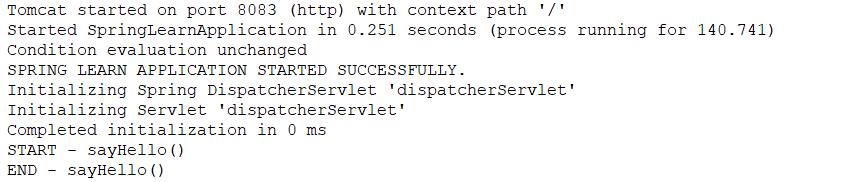 Tomcat started on port 8083 (http) with context path '/'
Started SpringLearnApplication in 0.251 seconds (process running for 140.741)
Condition evaluation unchanged
SPRING LEARN APPLICATION STARTED SUCCESSFULLY.
Initializing Spring DispatcherServlet 'dispatcherServlet'
Initializing Servlet 'dispatcherServlet'
Completed initialization in 0 ms
START - sayHello()
END - sayHello()